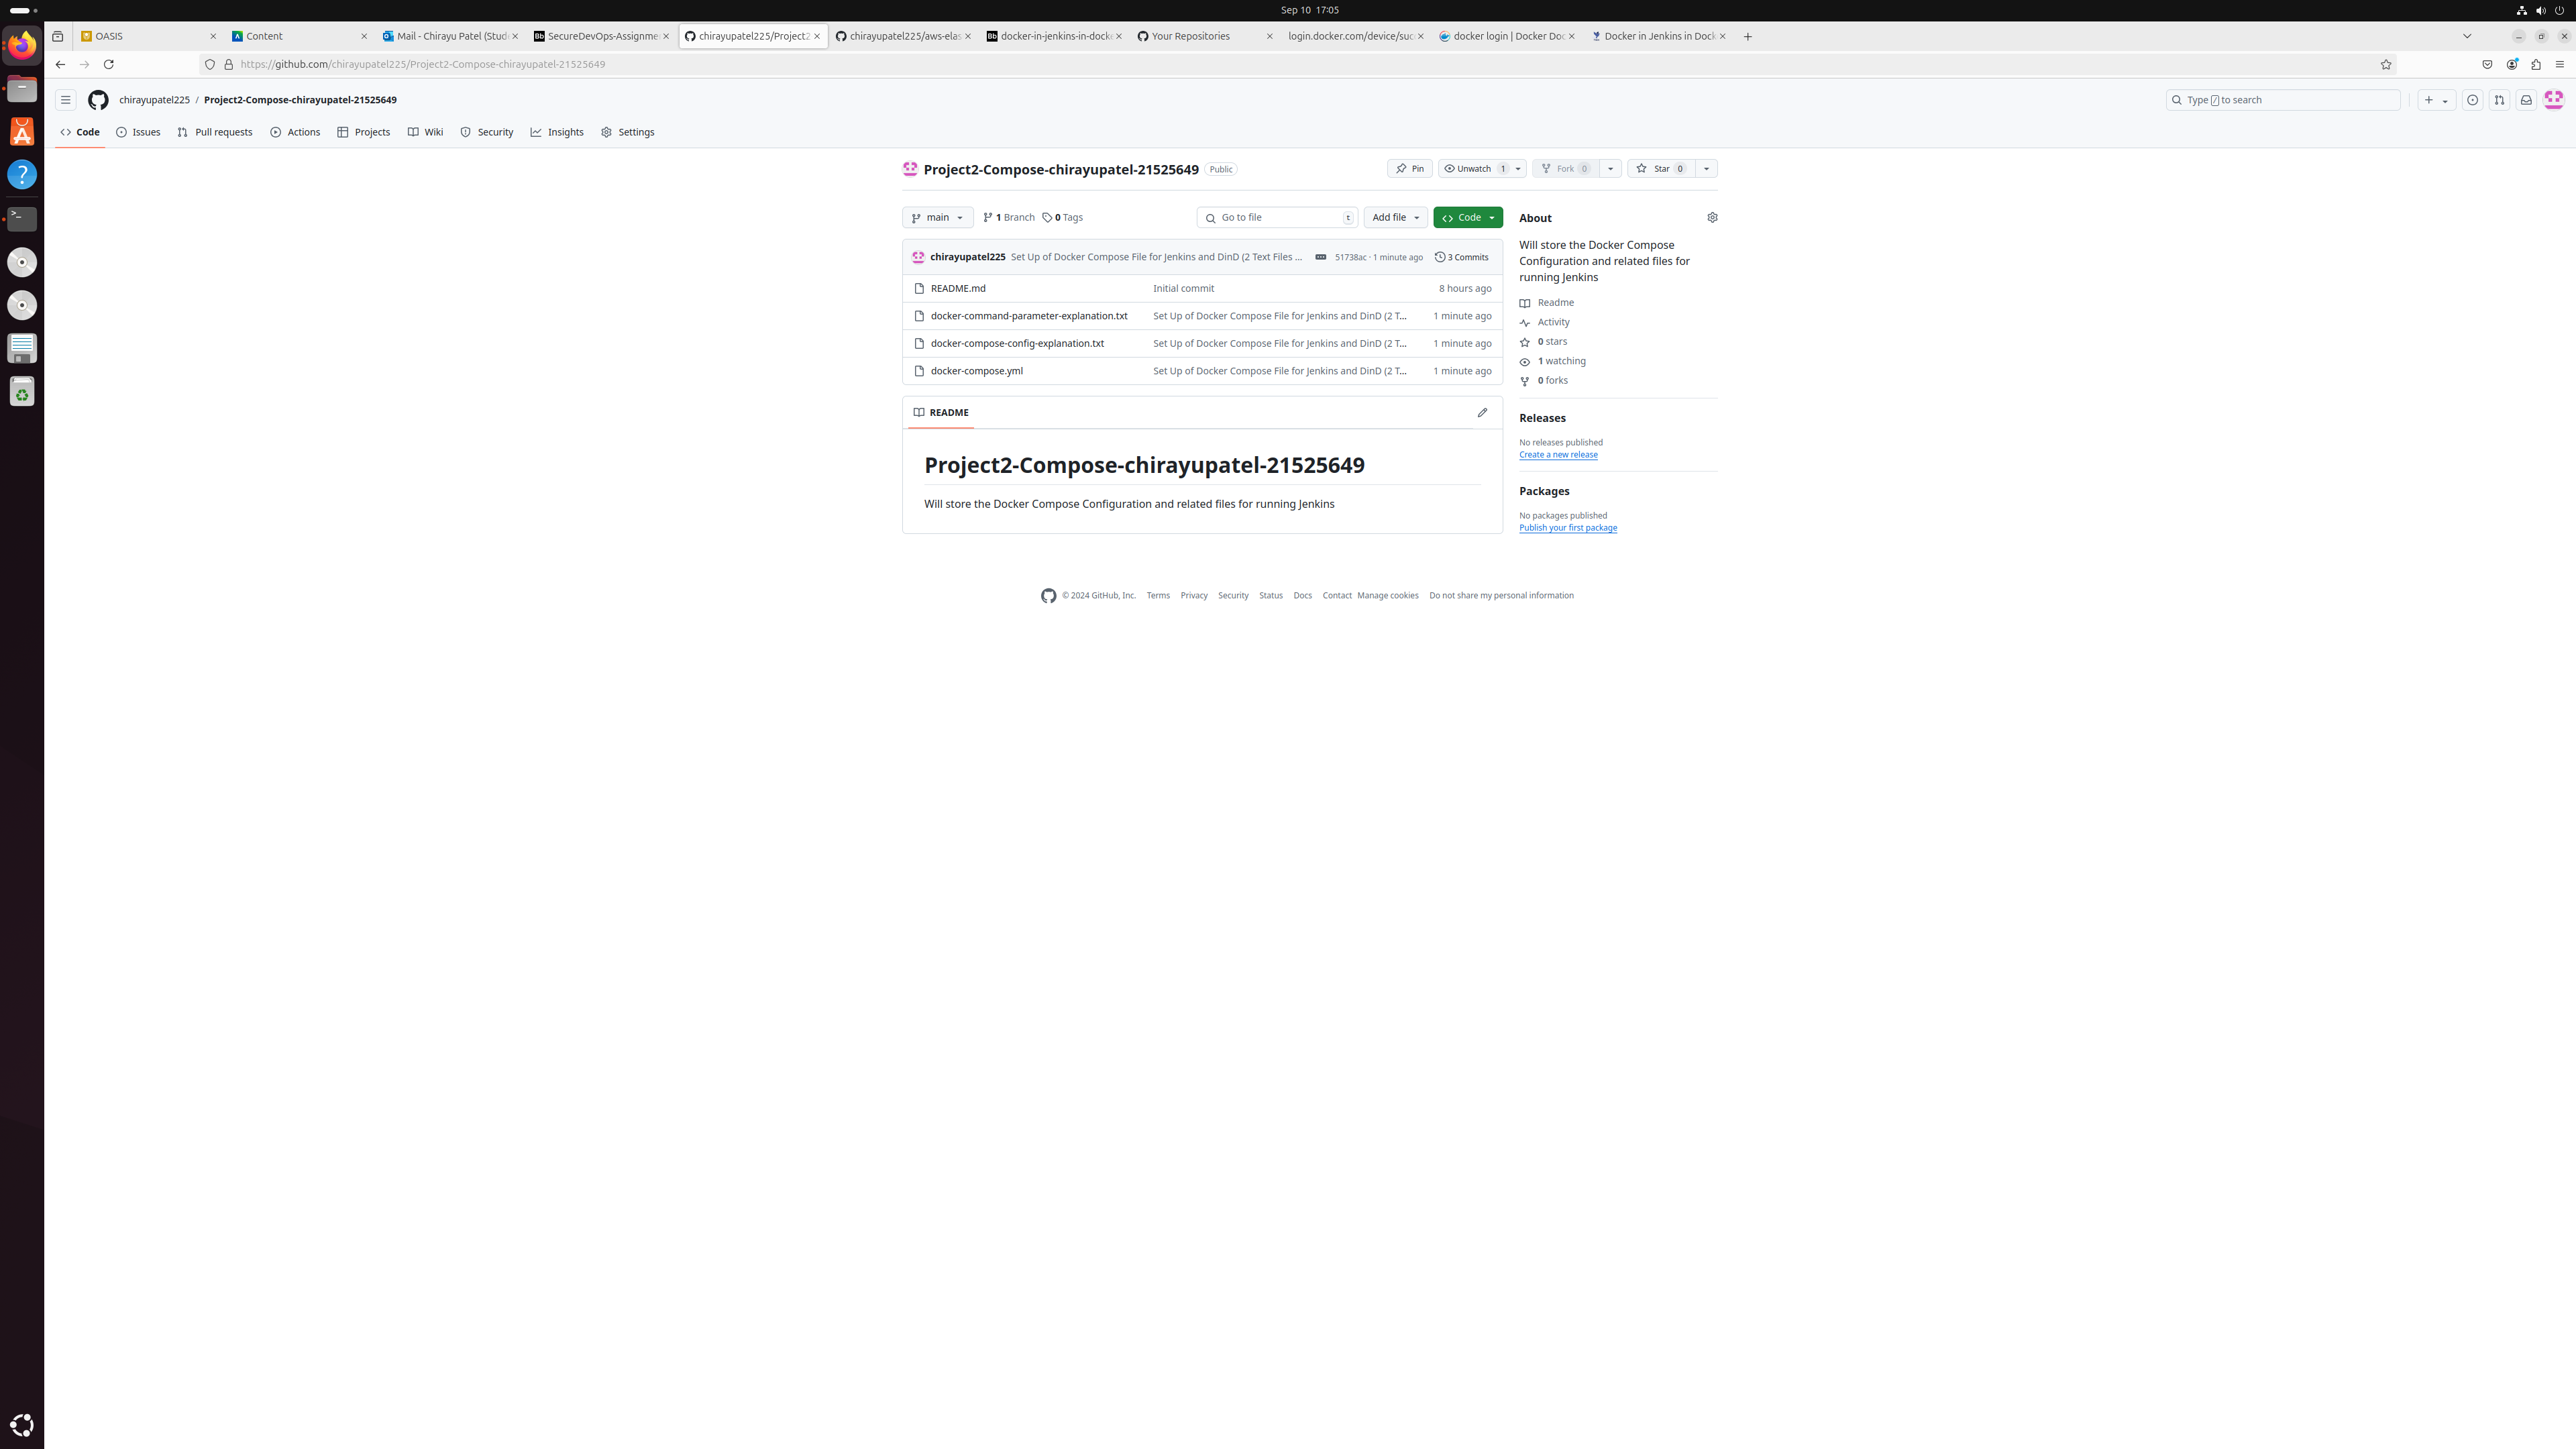 Sep 10 17:05
OASIS
Content
Mail - Chirayu Patel (Stud
SecureDevOps-Assignme
chirayupatel225/Project2
chirayupatel225/aws-elas
docker-in-jenkins-in-docke
Your Repositories
login.docker.com/device/suc
docker login | Docker Doc
Docker in Jenkins in Dock
https://github.com/chirayupatel225/Project2-Compose-chirayupatel-21525649
chirayupatel225 / Project2-Compose-chirayupatel-21525649
Type / to search
Code Issues Pull requests Actions Projects Wiki Security Insights Settings
Project2-Compose-chirayupatel-21525649 Public
Pin Unwatch 1 Fork 0 Star 0
main 1 Branch 0 Tags
Go to file t Add file Code
chirayupatel225 Set Up of Docker Compose File for Jenkins and DinD (2 Text Files ... 51738ac · 1 minute ago 3 Commits
README.md Initial commit 8 hours ago
docker-command-parameter-explanation.txt Set Up of Docker Compose File for Jenkins and DinD (2 T... 1 minute ago
docker-compose-config-explanation.txt Set Up of Docker Compose File for Jenkins and DinD (2 T... 1 minute ago
docker-compose.yml Set Up of Docker Compose File for Jenkins and DinD (2 T... 1 minute ago
README
Project2-Compose-chirayupatel-21525649
Will store the Docker Compose Configuration and related files for running Jenkins
About
Will store the Docker Compose
Configuration and related files for
running Jenkins
Readme
Activity
0 stars
1 watching
0 forks
Releases
No releases published
Create a new release
Packages
No packages published
Publish your first package
© 2024 GitHub, Inc. Terms Privacy Security Status Docs Contact Manage cookies Do not share my personal information